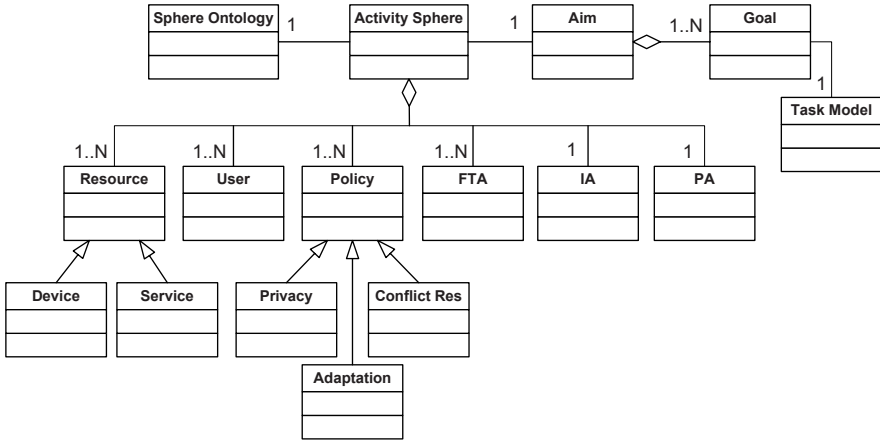 Sphere Ontology
1
Activity Sphere
1
Aim
1..N
Goal
1
Task Model
1..N
1..N
1..N
1..N
1
1
Resource
User
Policy
FTA
IA
PA
Device
Service
Privacy
Conflict Res
Adaptation